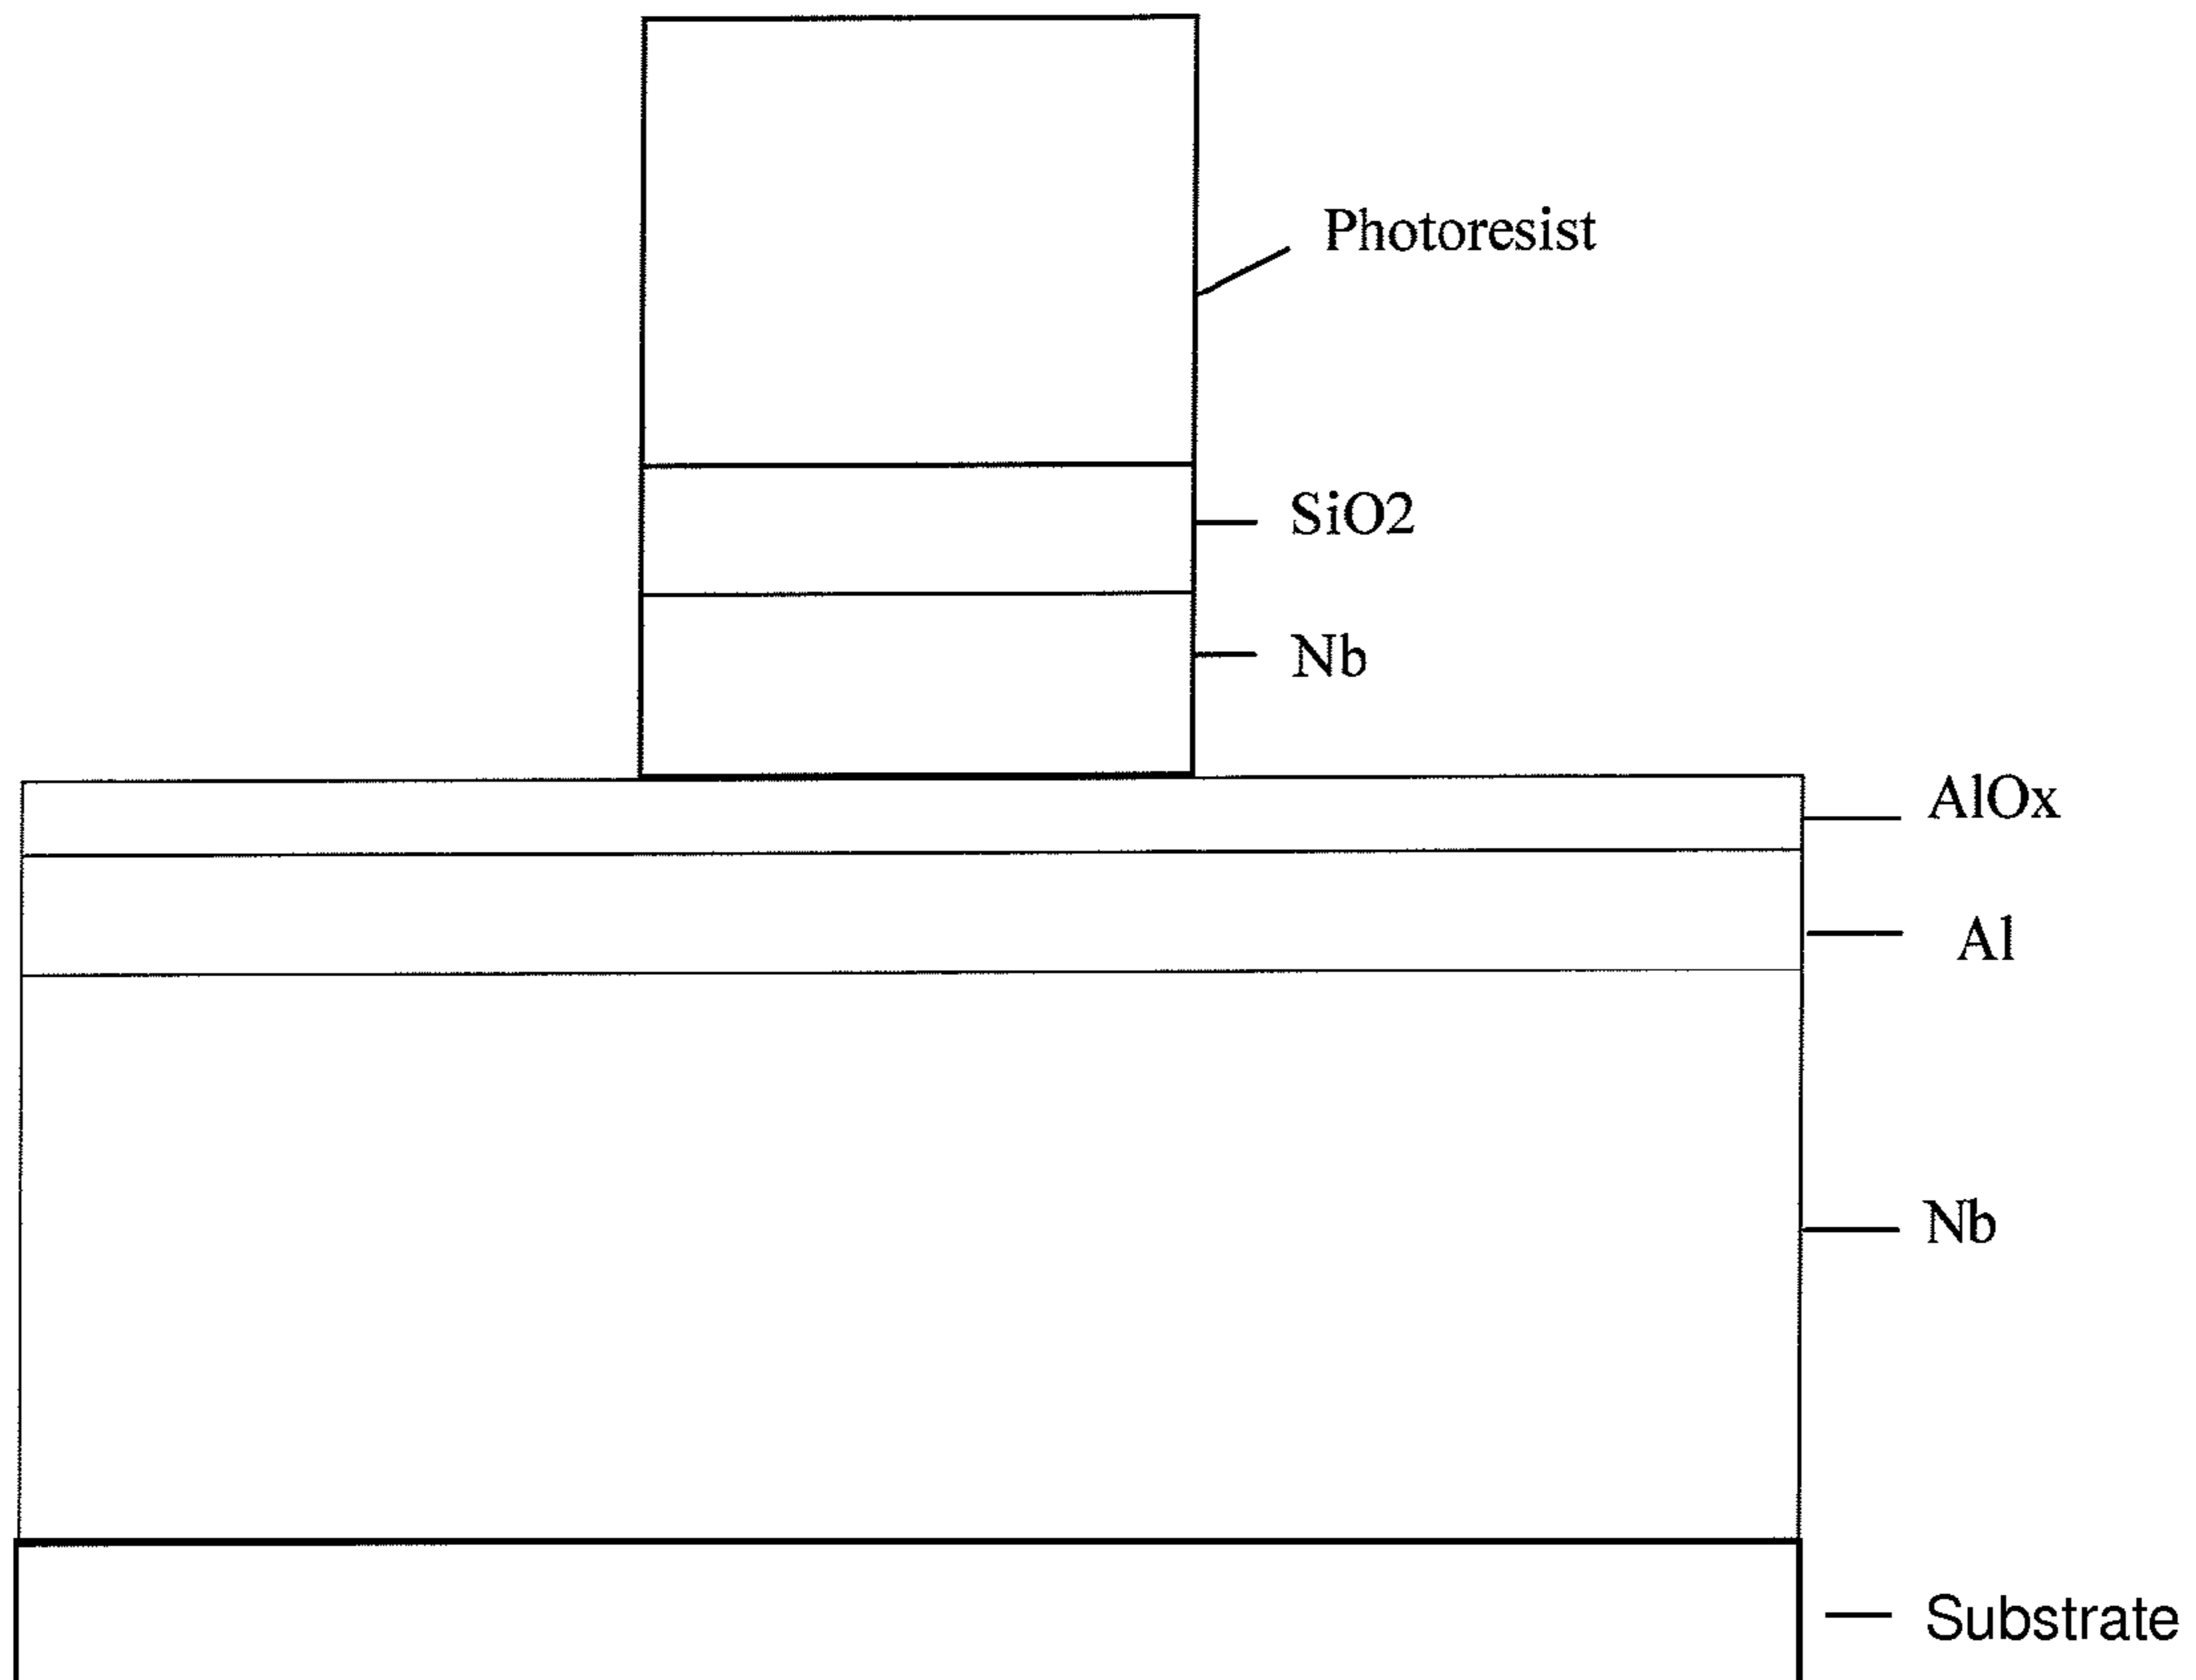 Photoresist
SiO2
Nb
AlOx
Al
Nb
Substrate